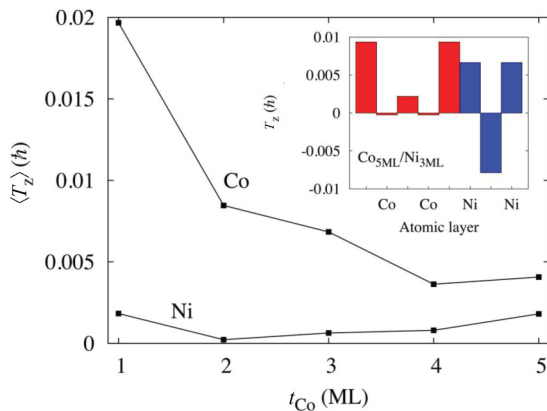 0.02
0.015
0.01
0.005
0
⟨T_z⟩ (ħ)
Co
Ni
1 2 3 4 5
t_Co (ML)
0.01
0.005
0
-0.005
-0.01
T_z (ħ)
Co_5ML/Ni_3ML
Co Co Ni Ni
Atomic layer